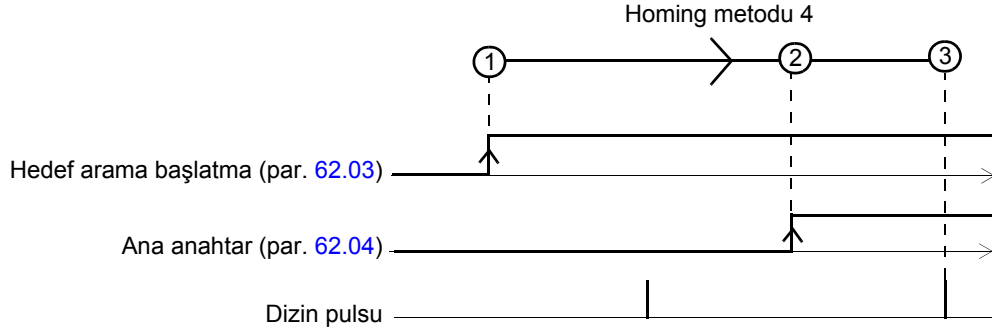 Homing metodu 4
1 2 3
Hedef arama başlatma (par. 62.03)
Ana anahtar (par. 62.04)
Dizin pulsu